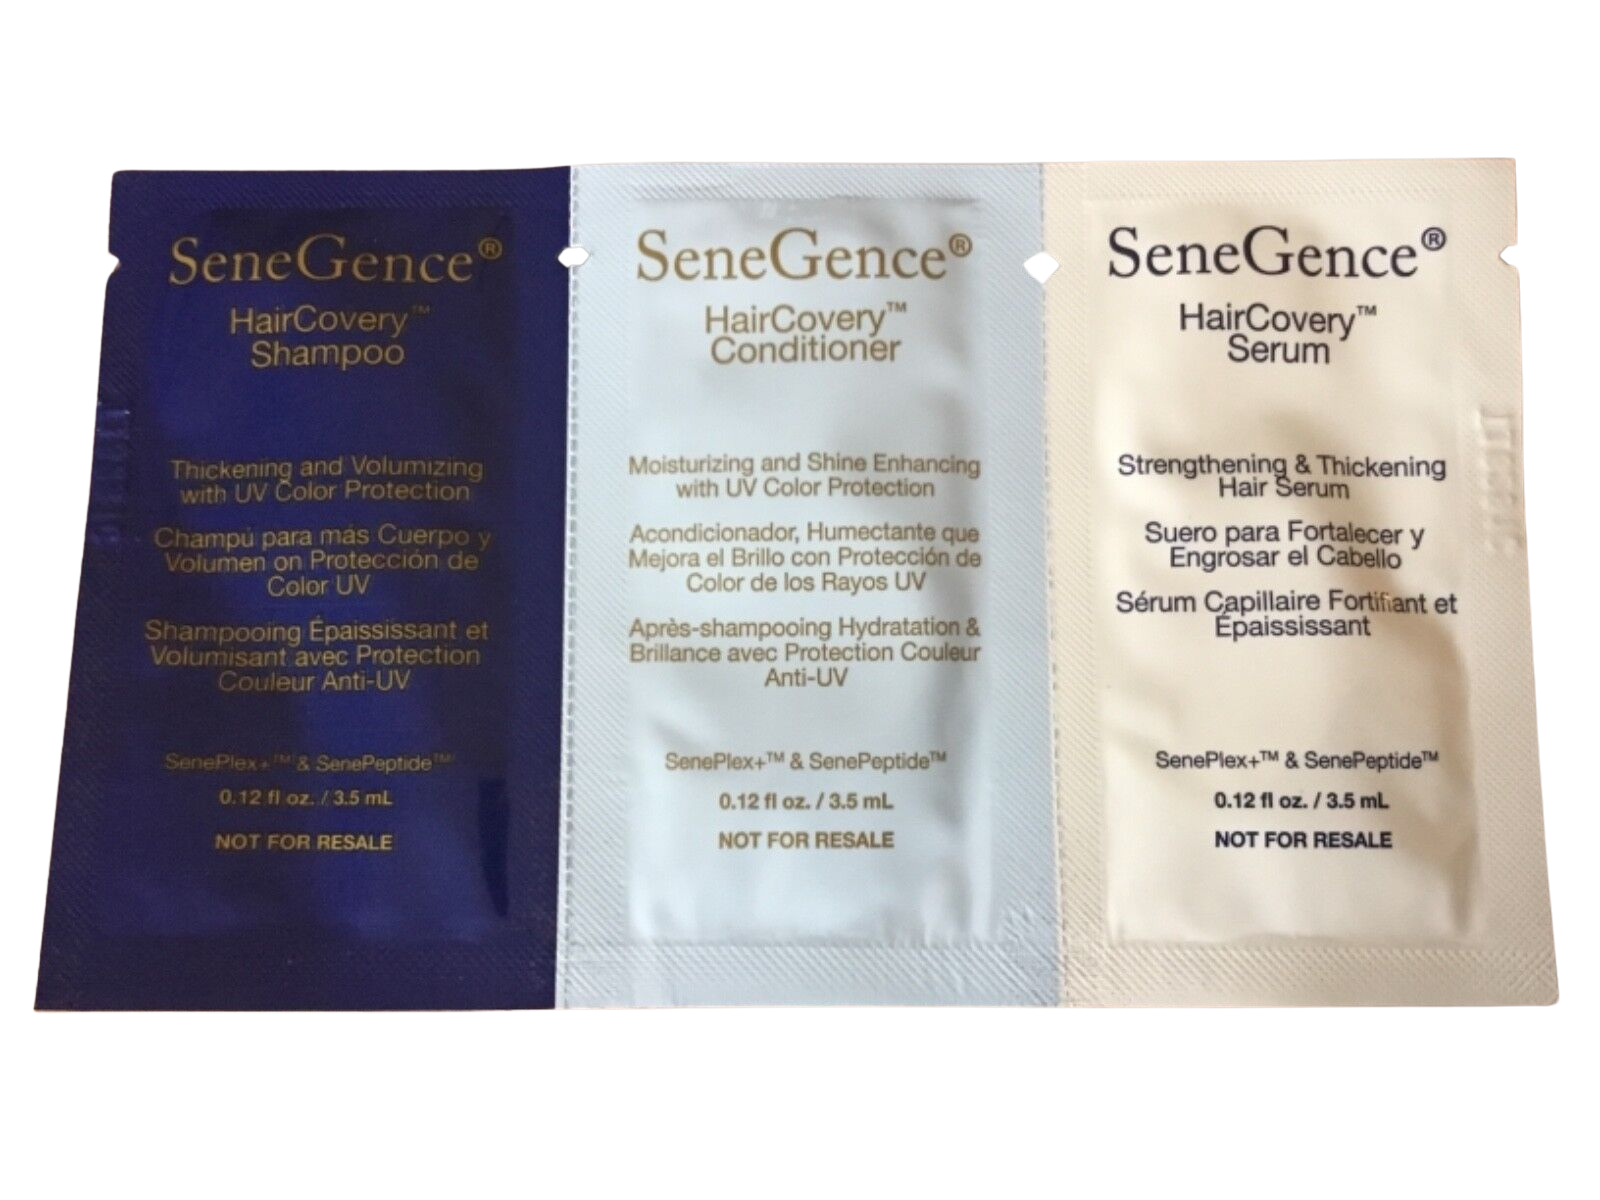 SeneGence®
HairCovery™
Shampoo
Thickening and Volumizing
with UV Color Protection
Champú para más Cuerpo y
Volumen on Protección de
Color UV
Shampooing Épaississant et
Volumisant avec Protection
Couleur Anti-UV
SenePlex+™ & SenePeptide™
0.12 fl oz. / 3.5 mL
NOT FOR RESALE
SeneGence®
HairCovery™
Conditioner
Moisturizing and Shine Enhancing
with UV Color Protection
Acondicionador, Humectante que
Mejora el Brillo con Protección de
Color de los Rayos UV
Après-shampooing Hydratation &
Brillance avec Protection Couleur
Anti-UV
SenePlex+™ & SenePeptide™
0.12 fl oz. / 3.5 mL
NOT FOR RESALE
SeneGence®
HairCovery™
Serum
Strengthening & Thickening
Hair Serum
Suero para Fortalecer y
Engrosar el Cabello
Sérum Capillaire Fortifiant et
Épaississant
SenePlex+™ & SenePeptide™
0.12 fl oz. / 3.5 mL
NOT FOR RESALE